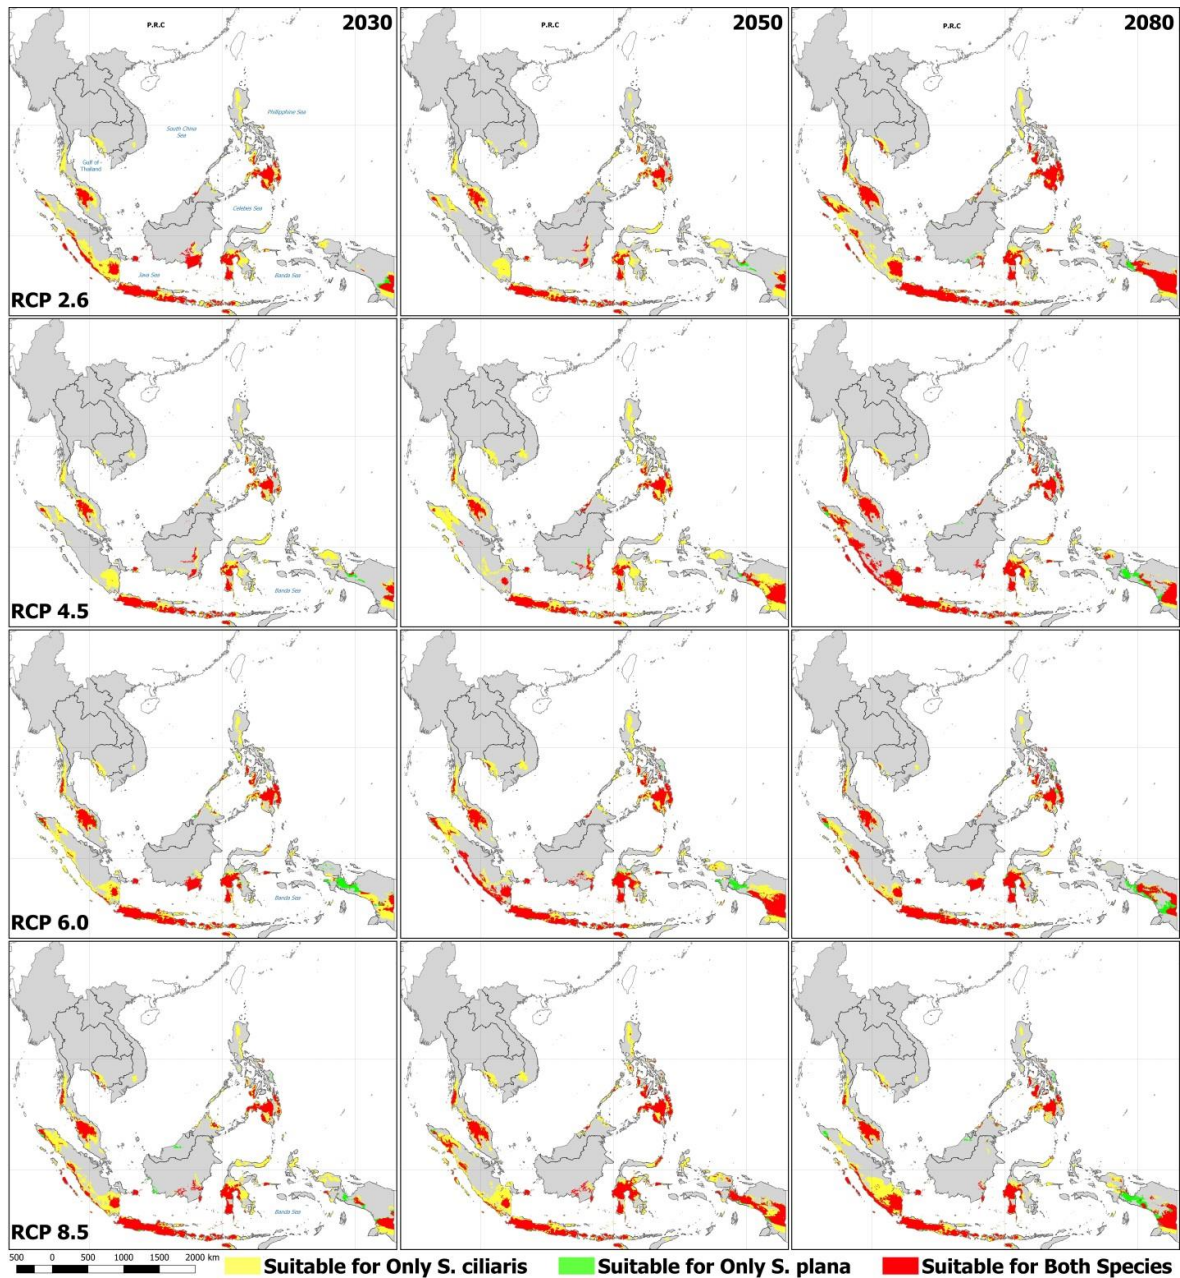 P.R.C
2030
P.R.C
2050
P.R.C
2080
Philipphine Sea
South China
Sea
Gulf of
Thailand
Celebes Sea
Java Sea
Banda Sea
RCP 2.6
Banda Sea
RCP 4.5
Banda Sea
RCP 6.0
Banda Sea
RCP 8.5
500 0 500 1000 1500 2000 km
Suitable for Only S. ciliaris
Suitable for Only S. plana
Suitable for Both Species